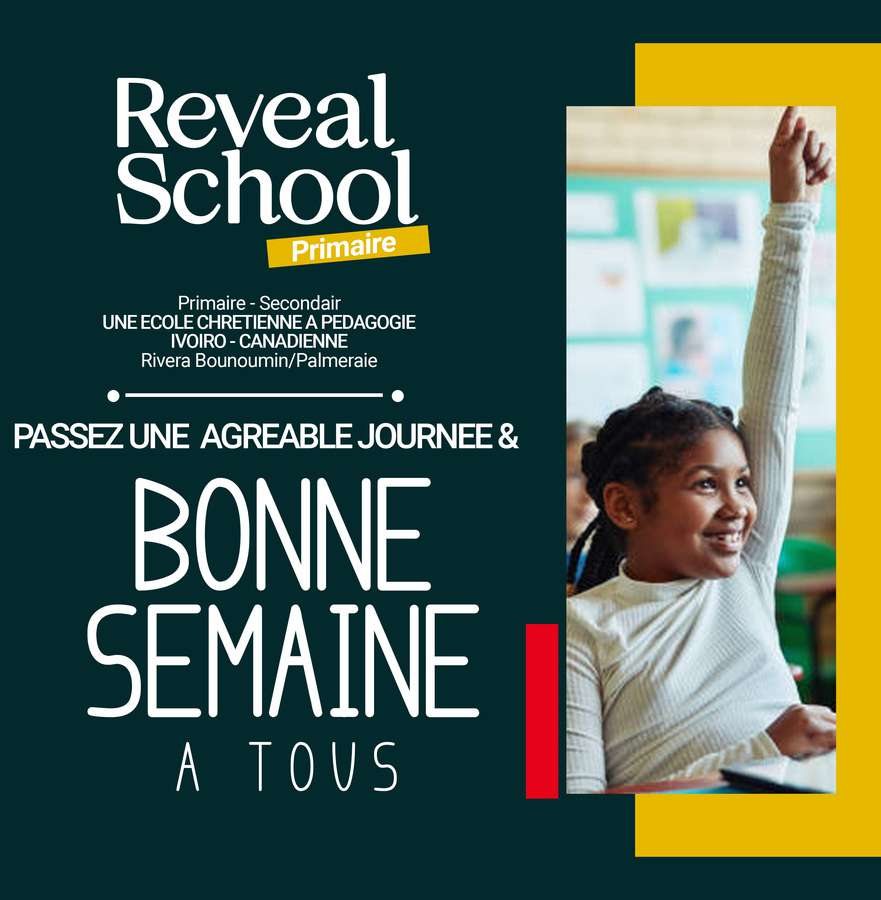 Reveal
School
Primaire
Primaire - Secondair
UNE ECOLE CHRETIENNE A PEDAGOGIE
IVOIRO - CANADIENNE
Rivera Bounoumin/Palmeraie
PASSEZ UNE AGREABLE JOURNEE &
BONNE
SEMAINE
A TOUS